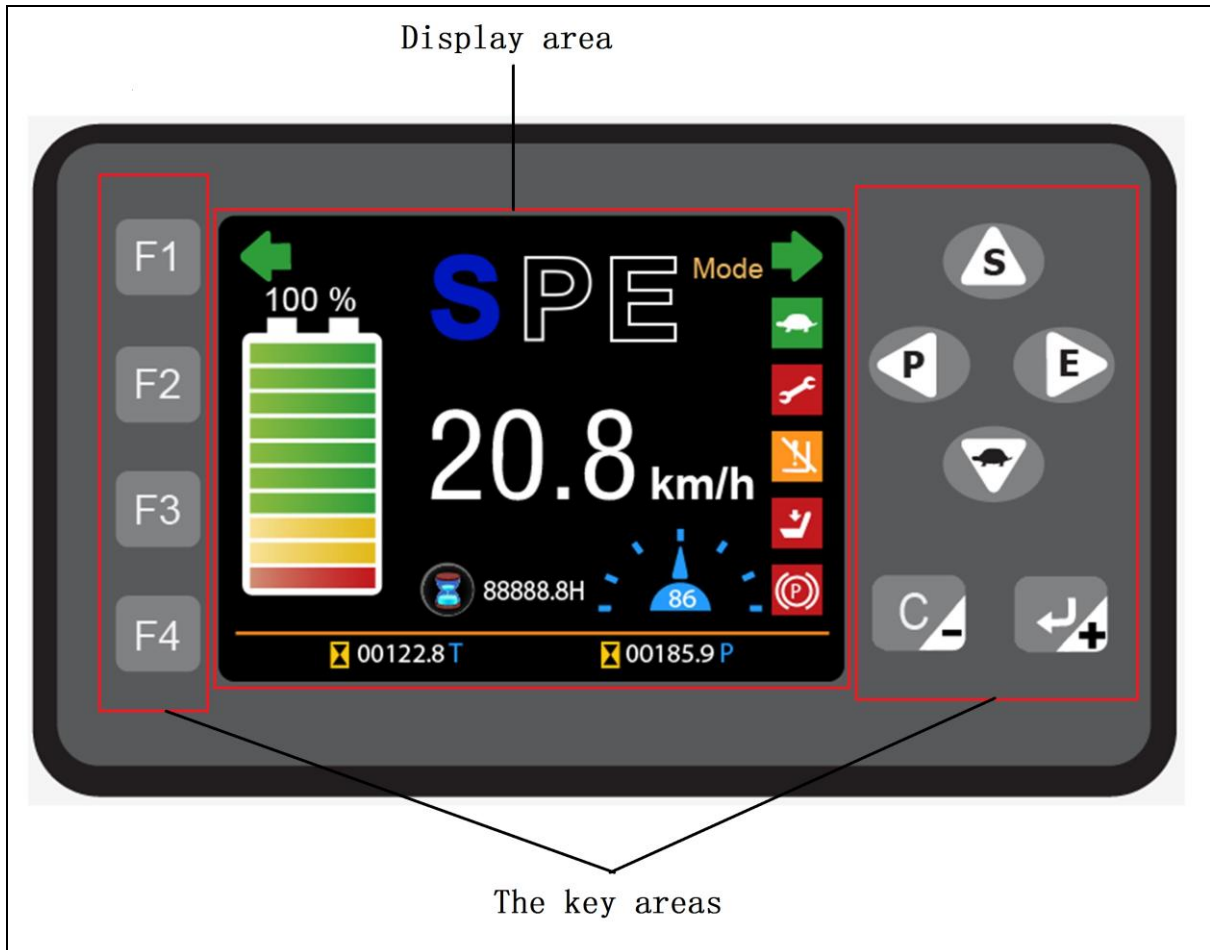 Display area
F1
F2
F3
F4
100 %
SPE Mode
20.8 km/h
88888.8H
86
00122.8 T
00185.9 P
P
S
P
E
C -
+
The key areas